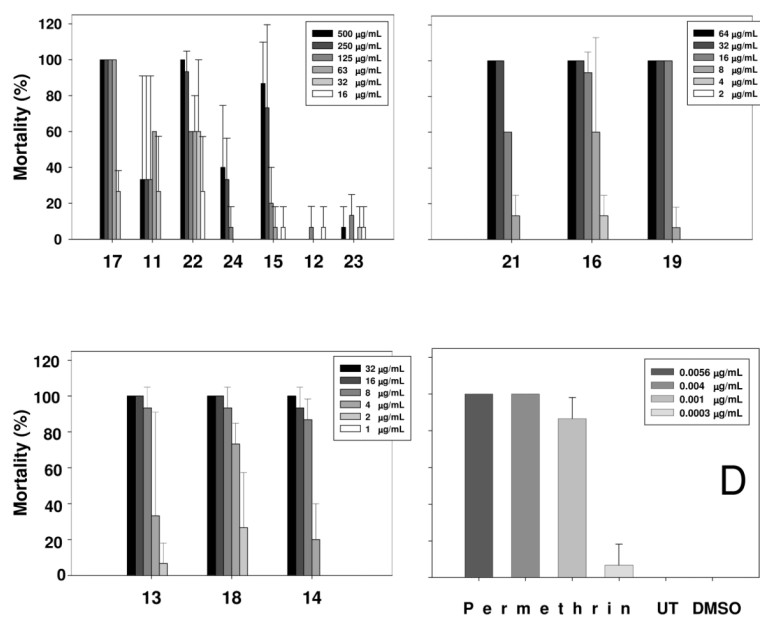 120
100
80
60
40
20
0
Mortality (%)
500 µg/mL
250 µg/mL
125 µg/mL
63 µg/mL
32 µg/mL
16 µg/mL
17 11 22 24 15 12 23
64 µg/mL
32 µg/mL
16 µg/mL
8 µg/mL
4 µg/mL
2 µg/mL
21 16 19
120
100
80
60
40
20
0
Mortality (%)
32 µg/mL
16 µg/mL
8 µg/mL
4 µg/mL
2 µg/mL
1 µg/mL
13 18 14
0.0056 µg/mL
0.004 µg/mL
0.001 µg/mL
0.0003 µg/mL
D
Permethrin UT DMSO